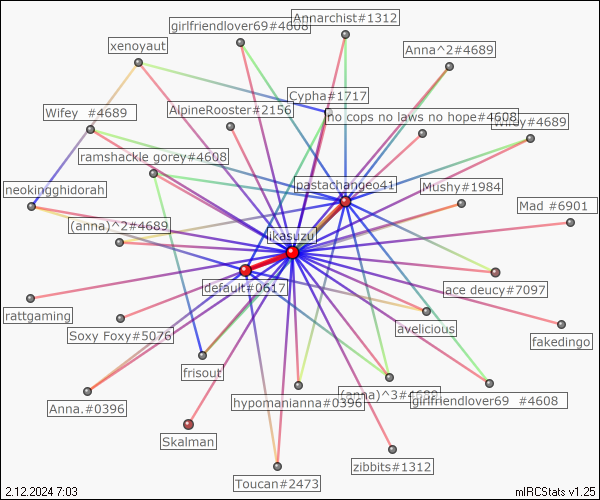 Annarchist#1312
girlfriendlover69#4608
xenoyaut
Anna^2#4689
Cypha#1717
AlpineRooster#2156
Wifey #4689
no cops no laws no hope#4608
#4689
ramshackle gorey#4608
pastachangeo41
Mushy#1984
neokingghidorah
Mad #6901
(anna)^2#4689
ikasuzu
default#0617
ace deucy#7097
rattgaming
Soxy Foxy#5076
avelicious
fakedingo
frisout
(anna)^3#4689
hypomanianna#0396
girlfriendlover69 #4608
Anna.#0396
Skalman
zibbits#1312
Toucan#2473
2.12.2024 7:03
mIRCStats v1.25